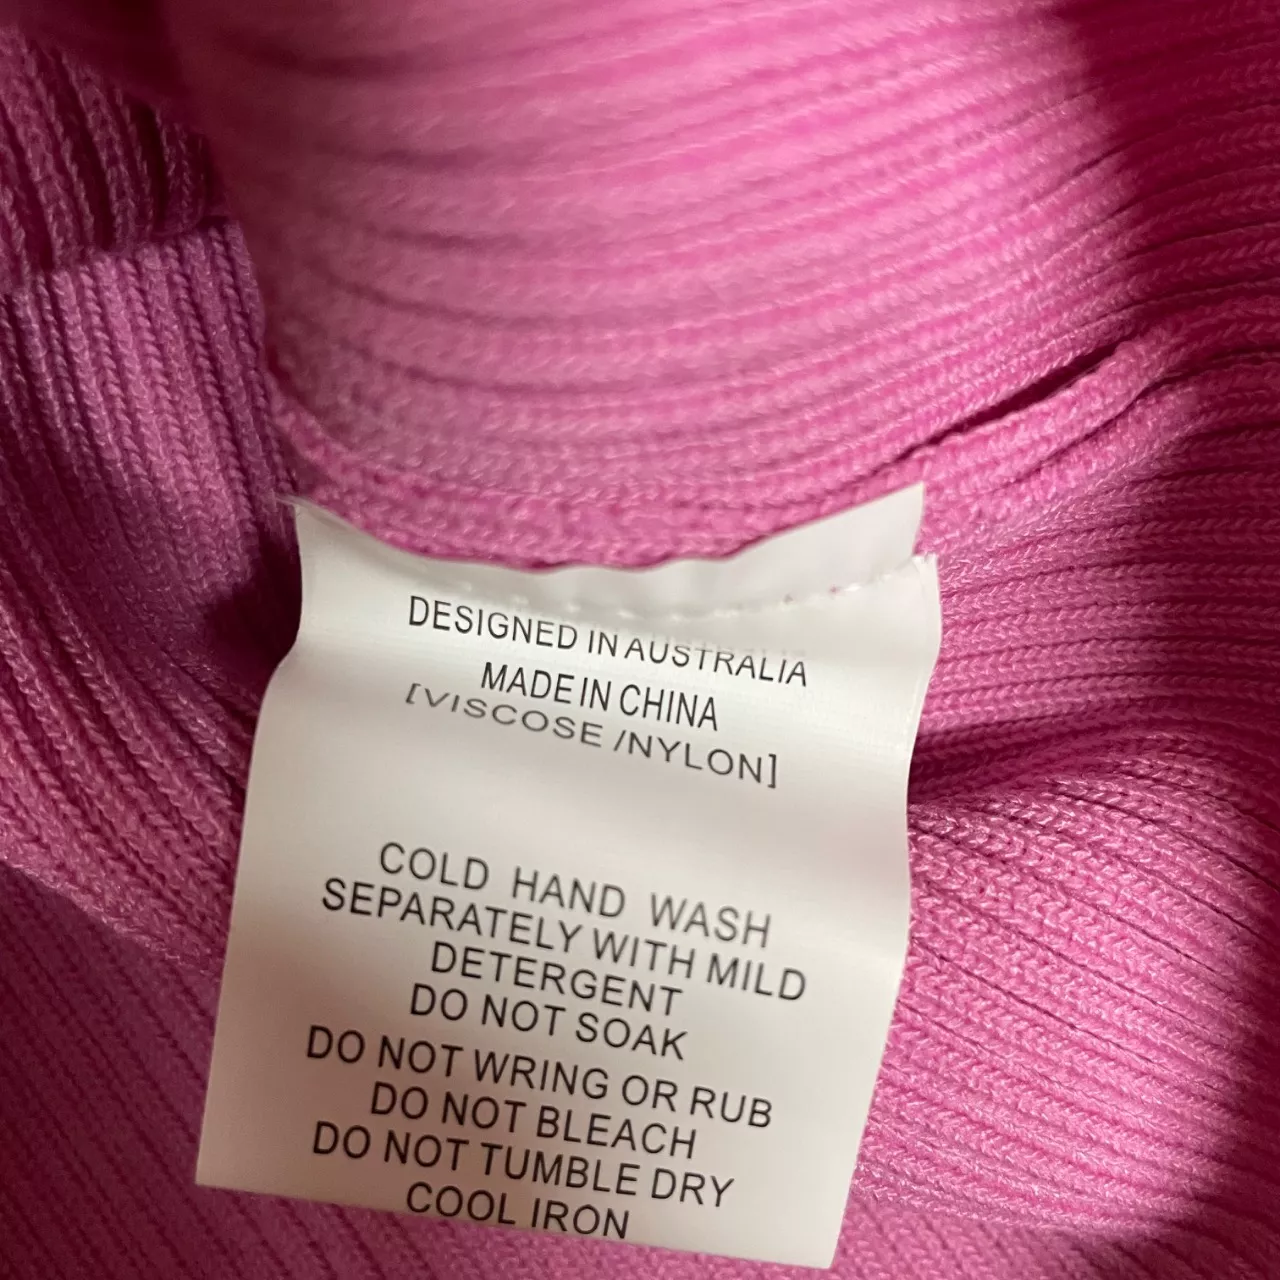 DESIGNED IN AUSTRALIA
MADE IN CHINA
[VISCOSE /NYLON]
COLD HAND WASH
SEPARATELY WITH MILD
DETERGENT
DO NOT SOAK
DO NOT WRING OR RUB
DO NOT BLEACH
DO NOT TUMBLE DRY
COOL IRON